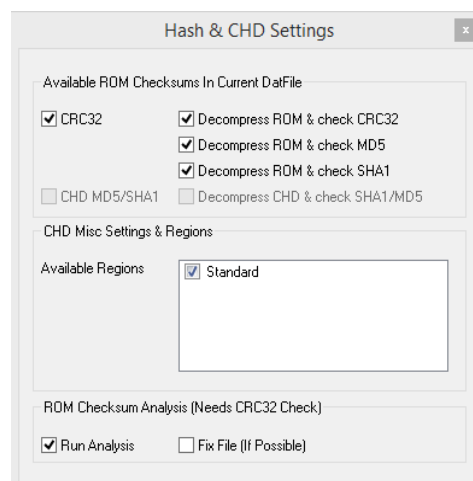 Hash & CHD Settings
x
Available ROM Checksums In Current DatFile
CRC32 Decompress ROM & check CRC32
Decompress ROM & check MD5
Decompress ROM & check SHA1
CHD MD5/SHA1 Decompress CHD & check SHA1/MD5
CHD Misc Settings & Regions
Available Regions Standard
ROM Checksum Analysis (Needs CRC32 Check)
Run Analysis Fix File (If Possible)